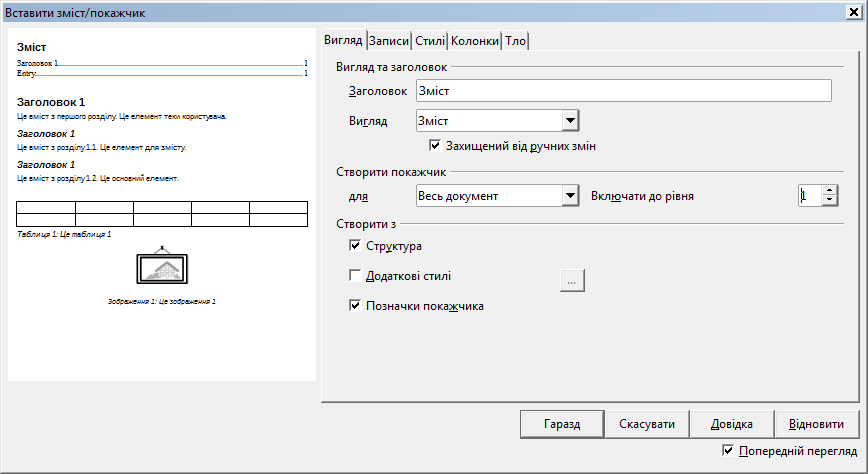 Вставити зміст/покажчик
Зміст
Заголовок 1 1
Entry 1
Заголовок 1
Це вміст з першого розділу. Це елемент теки користувача.
Заголовок 1
Це вміст з розділу1.1. Це елемент для змісту.
Заголовок 1
Це вміст з розділу1.2. Це основний елемент.
Таблиця 1: Це таблиця 1
Зображення 1: Це зображення 1
Вигляд Записи Стилі Колонки Тло
Вигляд та заголовок
Заголовок Зміст
Вигляд Зміст
Захищений від ручних змін
Створити покажчик
для Весь документ Включати до рівня 1
Створити з
Структура
Додаткові стилі ...
Позначки покажчика
Гаразд Скасувати Довідка Відновити
Попередній перегляд